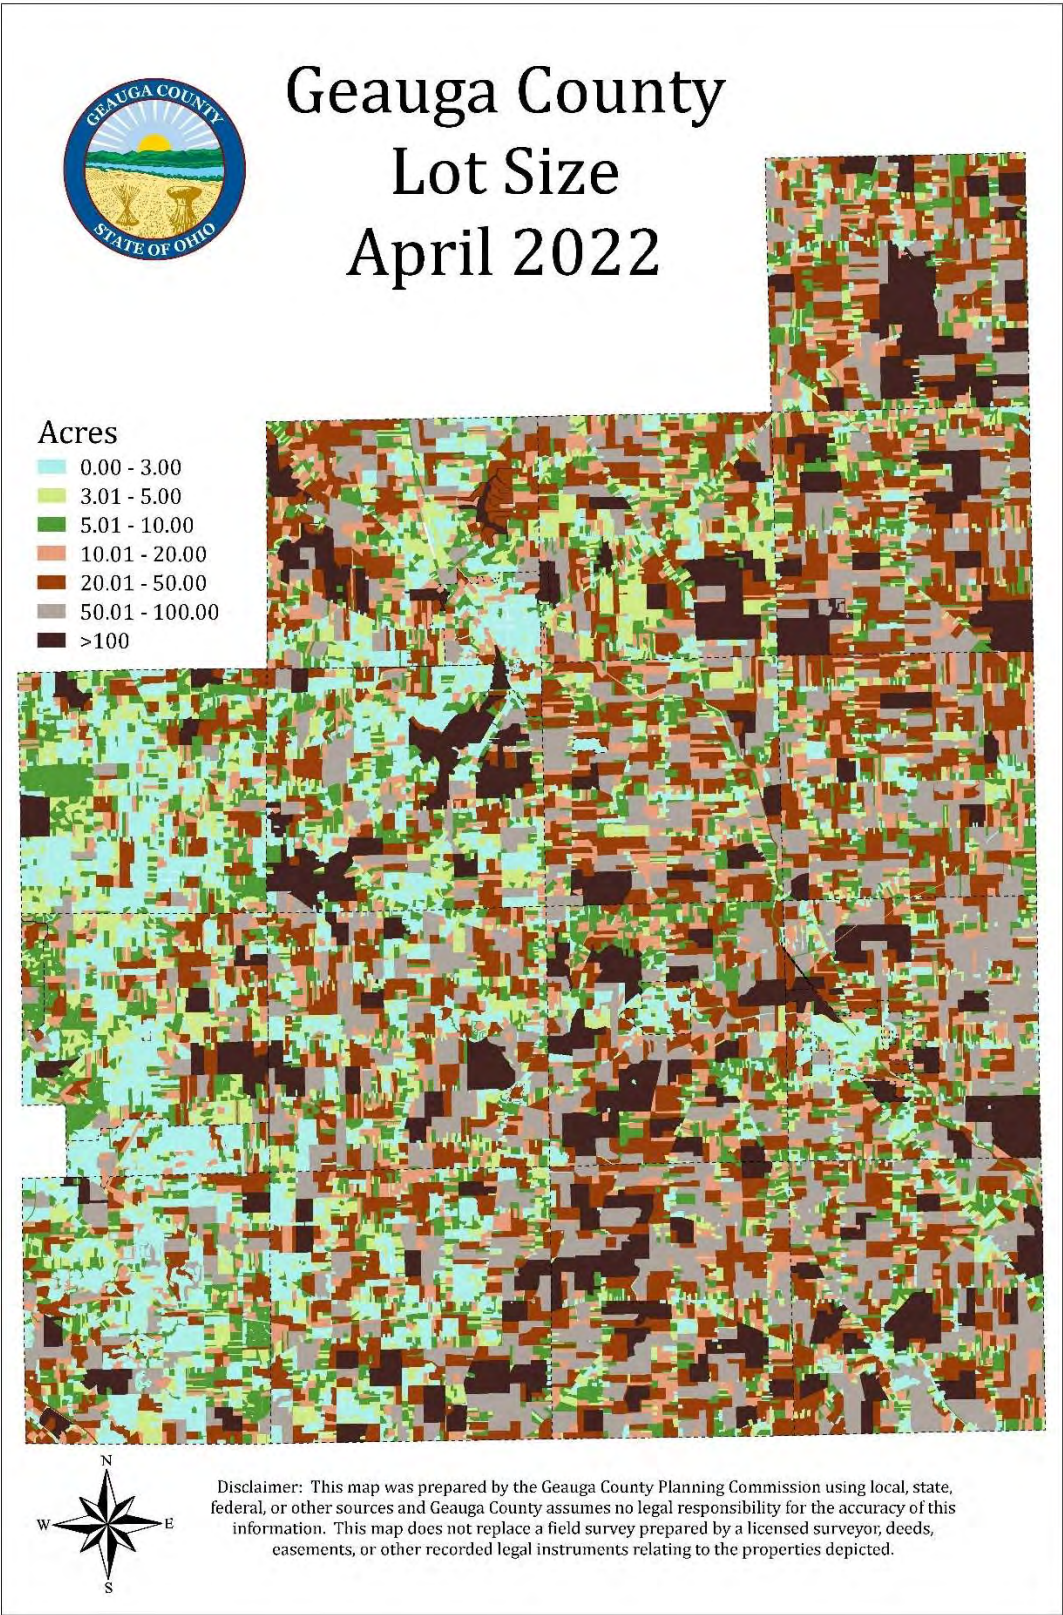 GEAUGA COUNTY
STATE OF OHIO
Geauga County
Lot Size
April 2022
Acres
0.00 - 3.00
3.01 - 5.00
5.01 - 10.00
10.01 - 20.00
20.01 - 50.00
50.01 - 100.00
>100
N
W
E
S
Disclaimer: This map was prepared by the Geauga County Planning Commission using local, state,
federal, or other sources and Geauga County assumes no legal responsibility for the accuracy of this
information. This map does not replace a field survey prepared by a licensed surveyor, deeds,
easements, or other recorded legal instruments relating to the properties depicted.